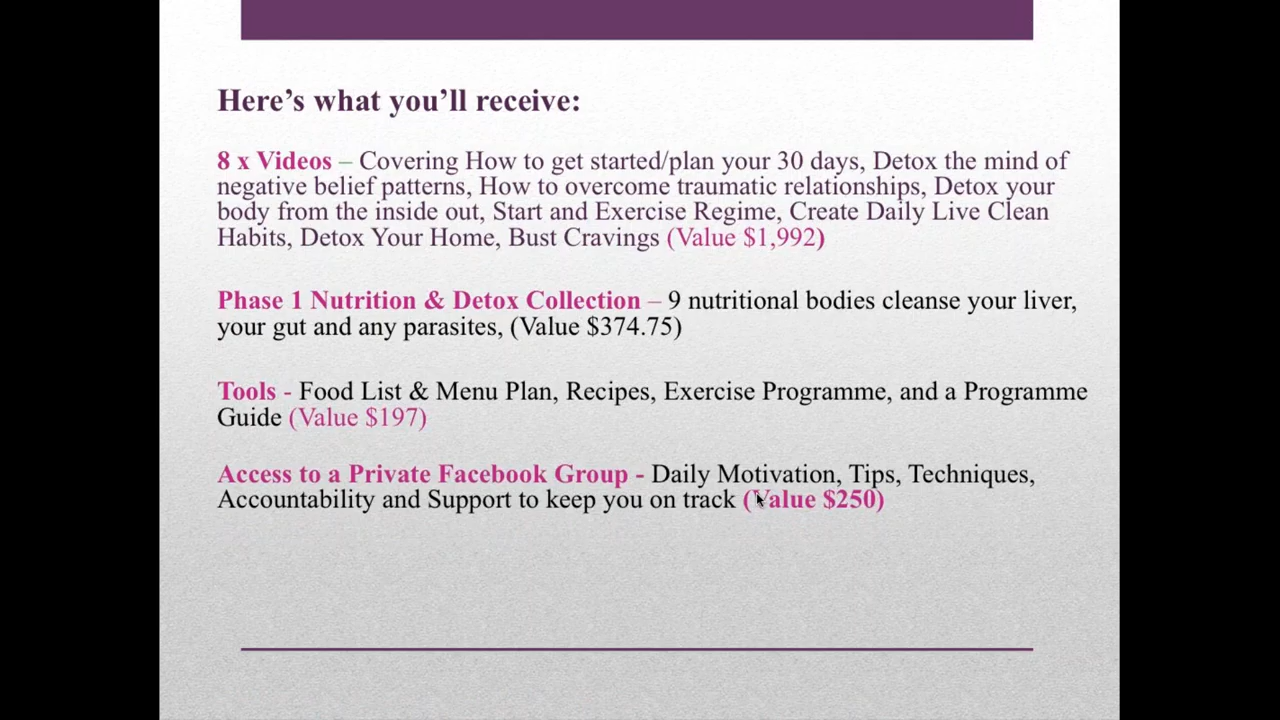 Here’s what you’ll receive:
8 x Videos – Covering How to get started/plan your 30 days, Detox the mind of
negative belief patterns, How to overcome traumatic relationships, Detox your
body from the inside out, Start and Exercise Regime, Create Daily Live Clean
Habits, Detox Your Home, Bust Cravings (Value $1,992)
Phase 1 Nutrition & Detox Collection – 9 nutritional bodies cleanse your liver,
your gut and any parasites, (Value $374.75)
Tools - Food List & Menu Plan, Recipes, Exercise Programme, and a Programme
Guide (Value $197)
Access to a Private Facebook Group - Daily Motivation, Tips, Techniques,
Accountability and Support to keep you on track (Value $250)